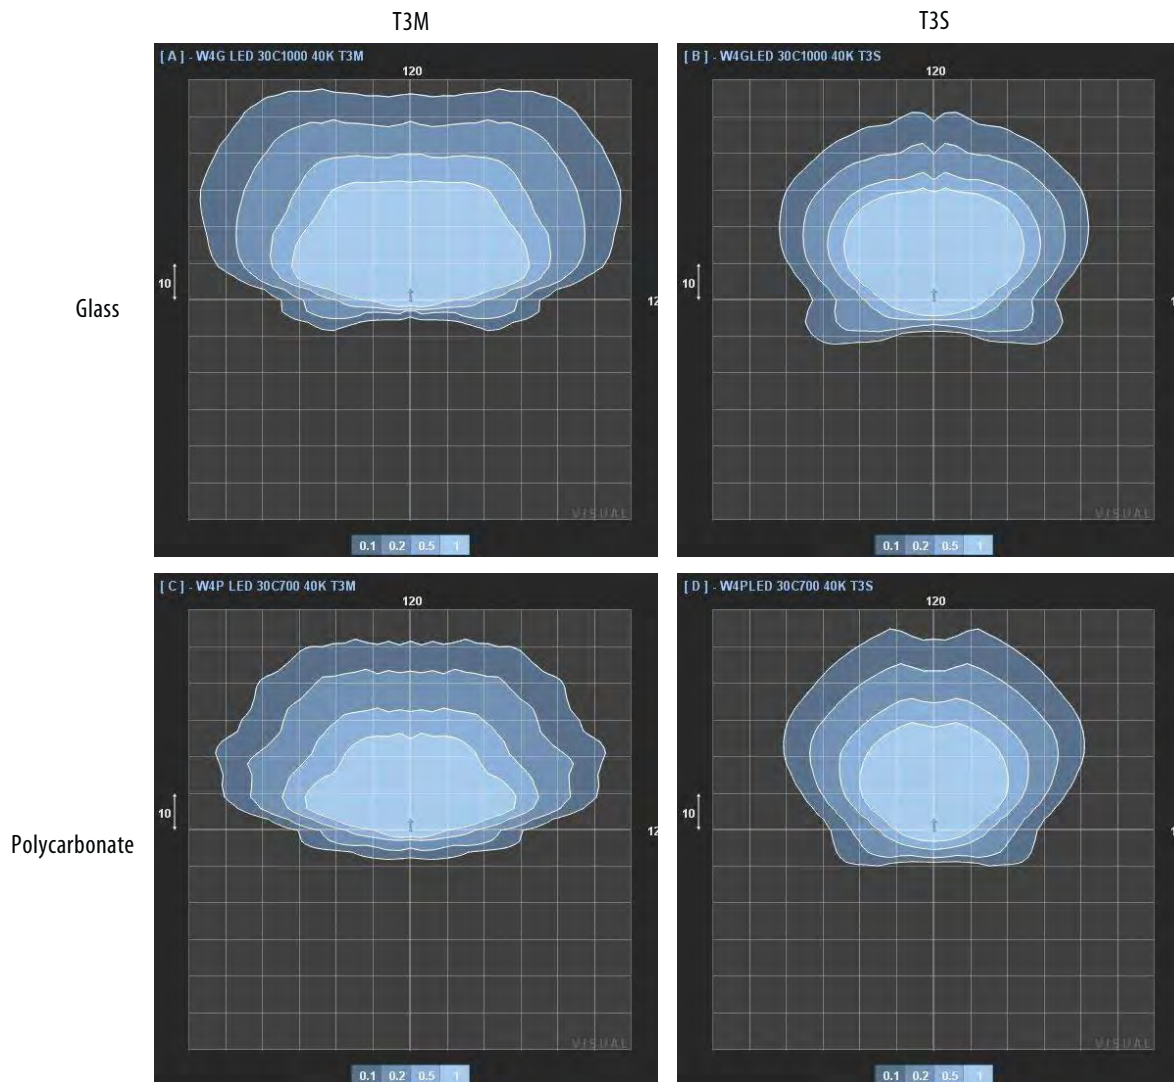 T3M
T3S
[ A ] - W4G LED 30C1000 40K T3M
[ B ] - W4GLED 30C1000 40K T3S
120
120
10
12
10
1
Glass
VISUAL
VISUAL
0.1 0.2 0.5 1
0.1 0.2 0.5 1
[ C ] - W4P LED 30C700 40K T3M
[ D ] - W4PLED 30C700 40K T3S
120
120
10
12
10
1
Polycarbonate
VISUAL
VISUAL
0.1 0.2 0.5 1
0.1 0.2 0.5 1